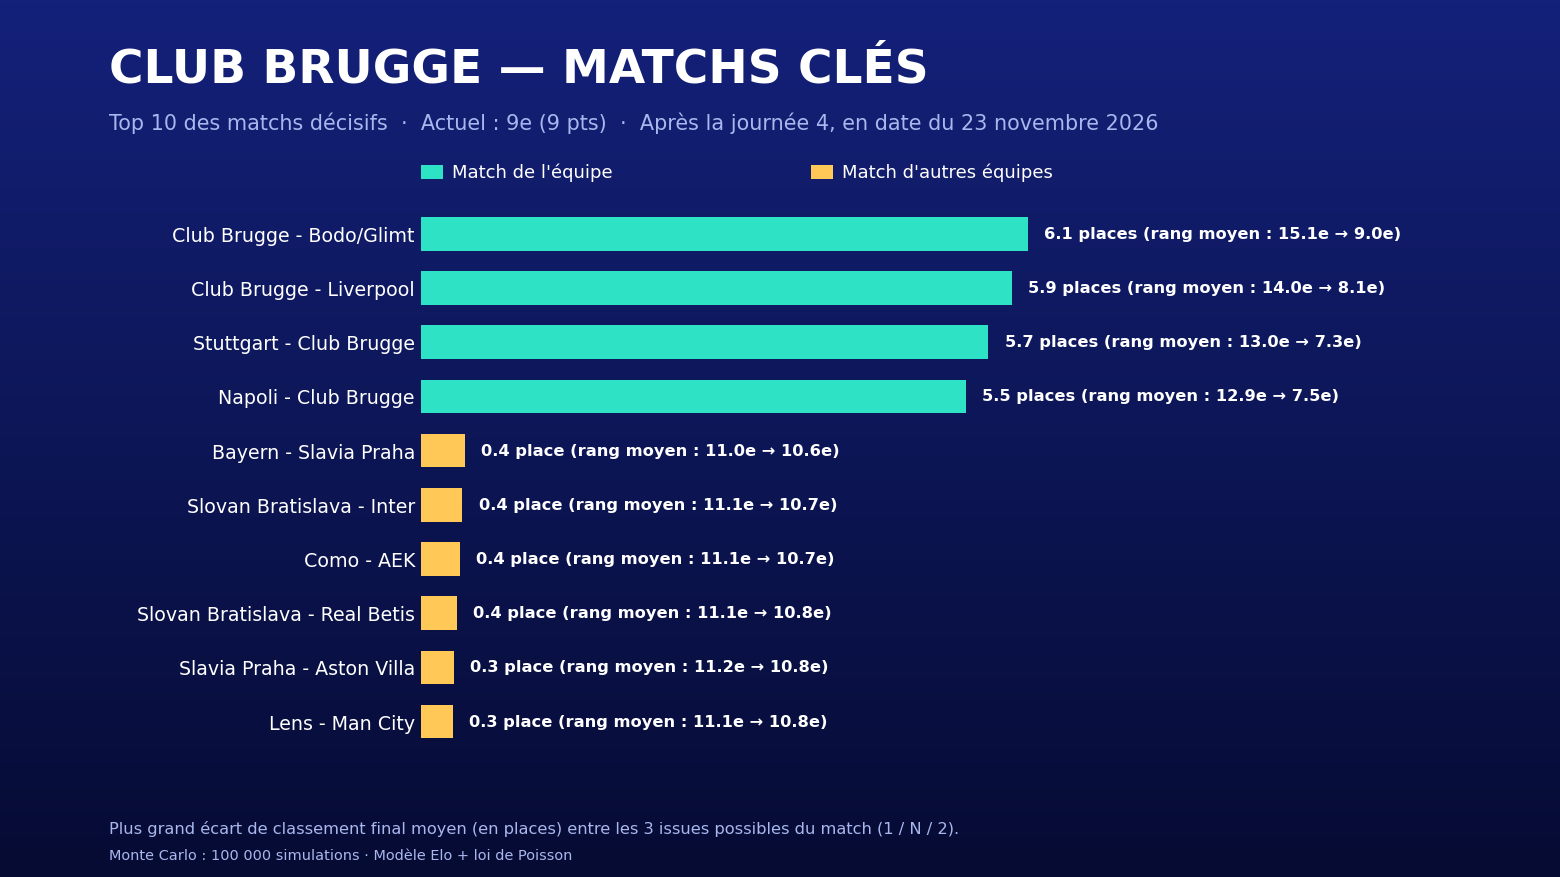 CLUB BRUGGE — MATCHS CLÉS
Top 10 des matchs décisifs · Actuel : 9e (9 pts) · Après la journée 4, en date du 23 novembre 2026
Match de l'équipe
Match d'autres équipes
Club Brugge - Bodo/Glimt 6.1 places (rang moyen : 15.1e → 9.0e)
Club Brugge - Liverpool 5.9 places (rang moyen : 14.0e → 8.1e)
Stuttgart - Club Brugge 5.7 places (rang moyen : 13.0e → 7.3e)
Napoli - Club Brugge 5.5 places (rang moyen : 12.9e → 7.5e)
Bayern - Slavia Praha 0.4 place (rang moyen : 11.0e → 10.6e)
Slovan Bratislava - Inter 0.4 place (rang moyen : 11.1e → 10.7e)
Como - AEK 0.4 place (rang moyen : 11.1e → 10.7e)
Slovan Bratislava - Real Betis 0.4 place (rang moyen : 11.1e → 10.8e)
Slavia Praha - Aston Villa 0.3 place (rang moyen : 11.2e → 10.8e)
Lens - Man City 0.3 place (rang moyen : 11.1e → 10.8e)
Plus grand écart de classement final moyen (en places) entre les 3 issues possibles du match (1 / N / 2).
Monte Carlo : 100 000 simulations · Modèle Elo + loi de Poisson